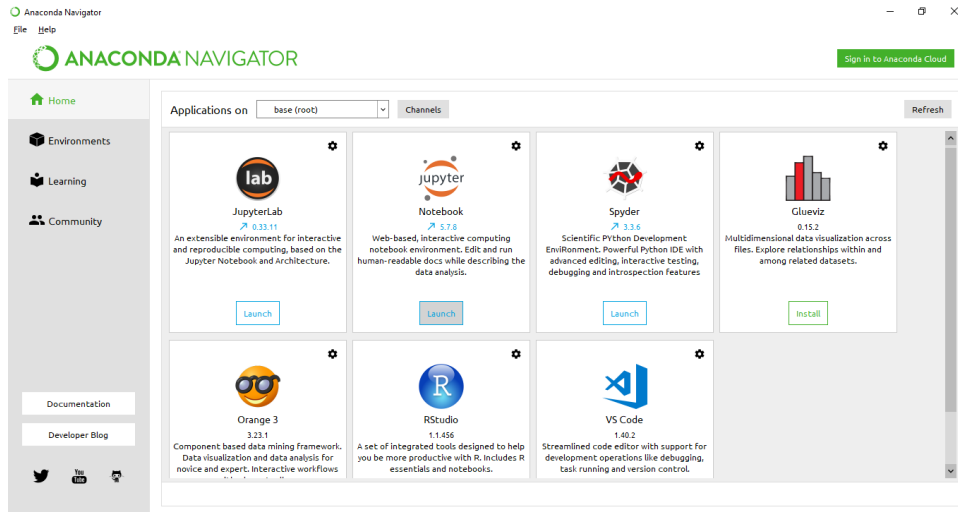 Anaconda Navigator
File Help
ANACONDA NAVIGATOR
Sign in to Anaconda Cloud
Home
Environments
Learning
Community
Documentation
Developer Blog
You
Tube
Applications on base (root) Channels Refresh
lab
JupyterLab
0.33.11
An extensible environment for interactive
and reproducible computing, based on the
Jupyter Notebook and Architecture.
Launch
jupyter
Notebook
5.7.8
Web-based, interactive computing
notebook environment. Edit and run
human-readable docs while describing the
data analysis.
Launch
Spyder
3.3.6
Scientific PYthon Development
EnviRonment. Powerful Python IDE with
advanced editing, interactive testing,
debugging and introspection features
Launch
Glueviz
0.15.2
Multidimensional data visualization across
files. Explore relationships within and
among related datasets.
Install
Orange 3
3.23.1
Component based data mining framework.
Data visualization and data analysis for
novice and expert. Interactive workflows
R
RStudio
1.1.456
A set of integrated tools designed to help
you be more productive with R. Includes R
essentials and notebooks.
VS Code
1.40.2
Streamlined code editor with support for
development operations like debugging,
task running and version control.